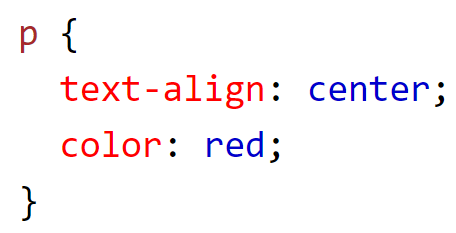 p {
  text-align: center;
  color: red;
}